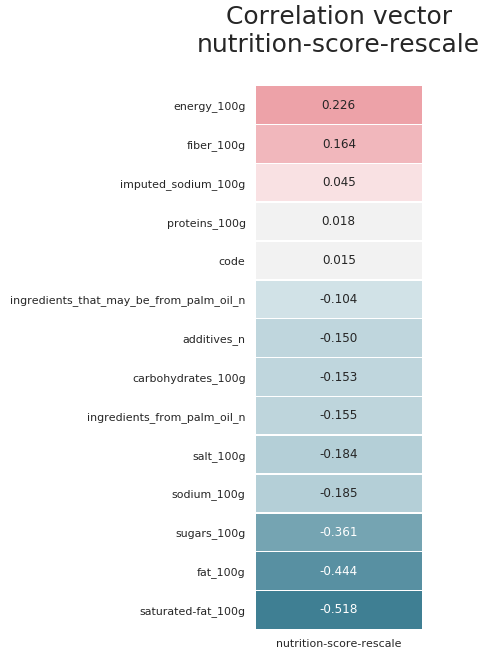 Correlation vector
nutrition-score-rescale
energy_100g 0.226
fiber_100g 0.164
imputed_sodium_100g 0.045
proteins_100g 0.018
code 0.015
ingredients_that_may_be_from_palm_oil_n -0.104
additives_n -0.150
carbohydrates_100g -0.153
ingredients_from_palm_oil_n -0.155
salt_100g -0.184
sodium_100g -0.185
sugars_100g -0.361
fat_100g -0.444
saturated-fat_100g -0.518
nutrition-score-rescale